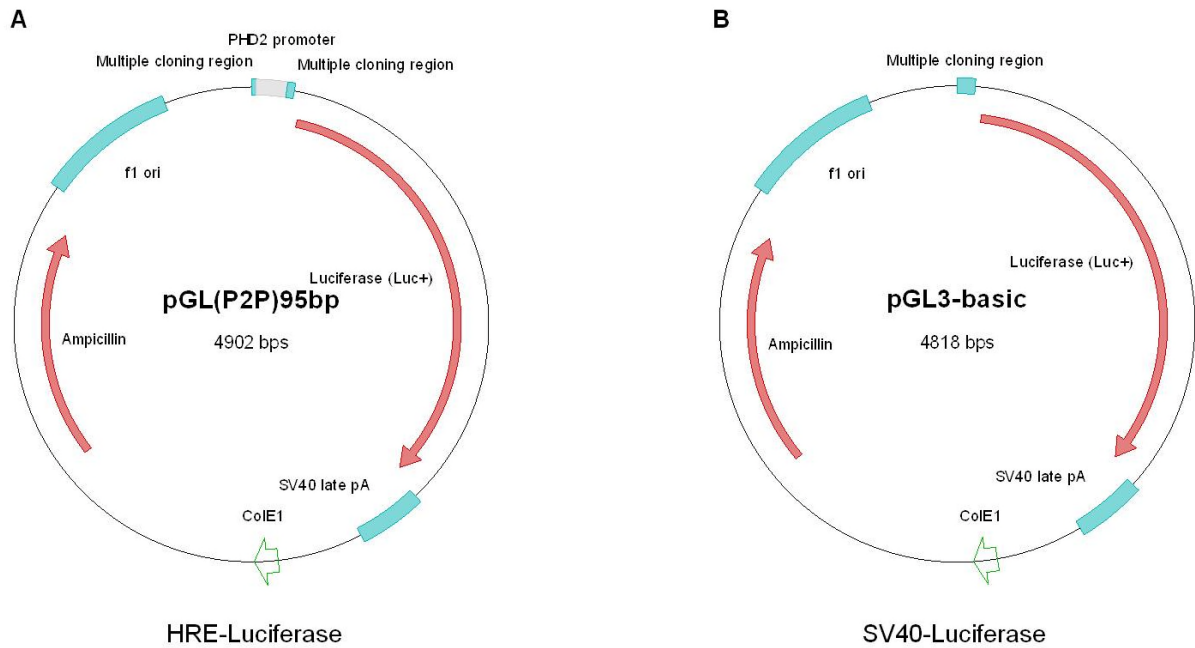 A
PHD2 promoter
Multiple cloning region
Multiple cloning region
f1 ori
Luciferase (Luc+)
pGL(P2P)95bp
4902 bps
Ampicillin
SV40 late pA
ColE1
HRE-Luciferase
B
Multiple cloning region
f1 ori
Luciferase (Luc+)
pGL3-basic
4818 bps
Ampicillin
SV40 late pA
ColE1
SV40-Luciferase